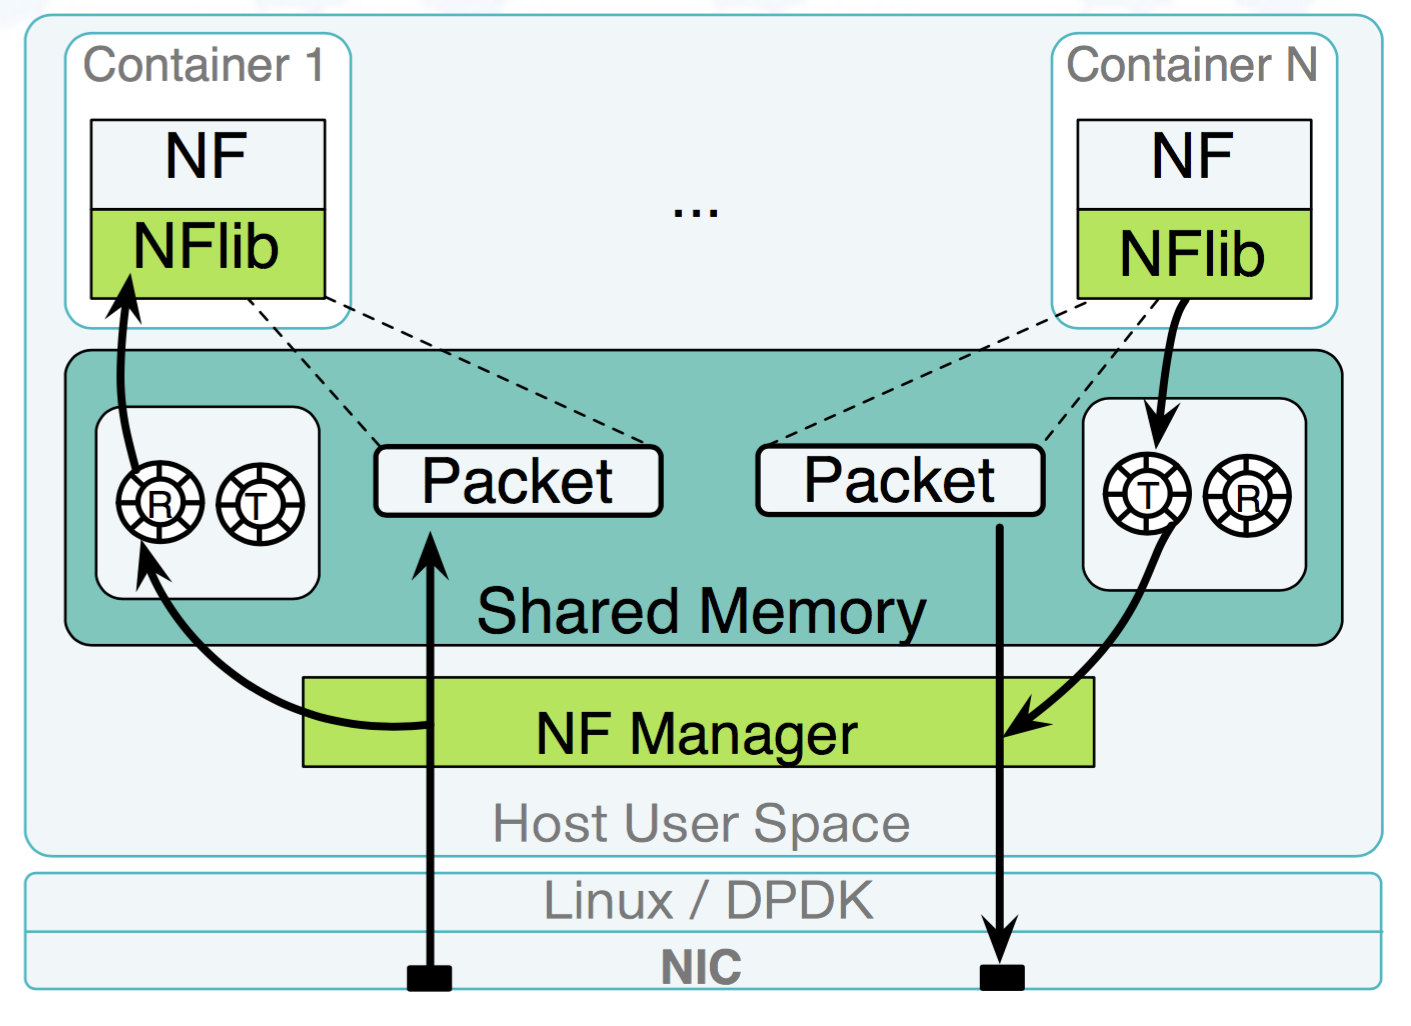 Container 1
Container N
NF
NF
NFlib
...
NFlib
R
T
Packet
Packet
T
R
Shared Memory
NF Manager
Host User Space
Linux / DPDK
NIC